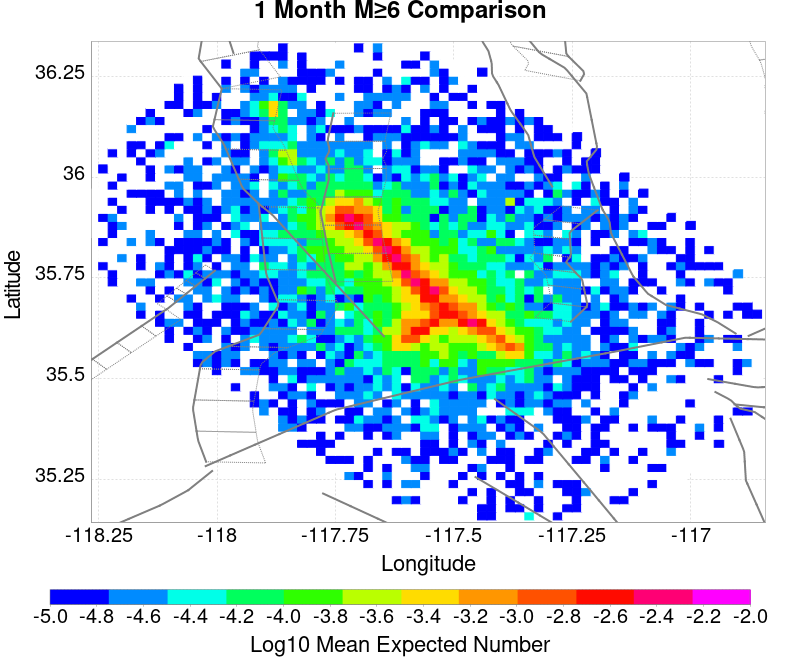 1 Month M≥6 Comparison
36.25
36
35.75
35.5
35.25
Latitude
-118.25 -118 -117.75 -117.5 -117.25 -117
Longitude
-5.0 -4.8 -4.6 -4.4 -4.2 -4.0 -3.8 -3.6 -3.4 -3.2 -3.0 -2.8 -2.6 -2.4 -2.2 -2.0
Log10 Mean Expected Number